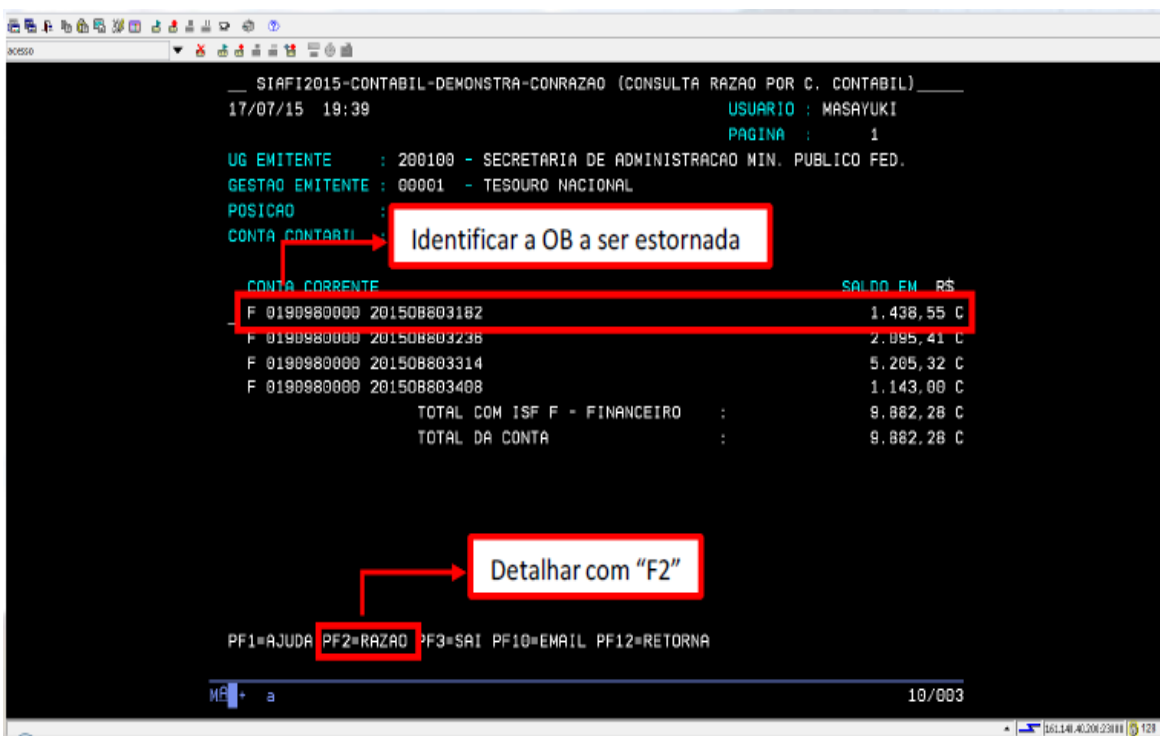 acesso
__ SIAFI2015-CONTABIL-DEMONSTRA-CONRAZAO (CONSULTA RAZAO POR C. CONTABIL)_____
17/07/15 19:39 USUARIO : MASAYUKI
PAGINA : 1
UG EMITENTE : 200100 - SECRETARIA DE ADMINISTRACAO MIN. PUBLICO FED.
GESTAO EMITENTE : 00001 - TESOURO NACIONAL
POSICAO :
CONTA CONTABIL :
Identificar a OB a ser estornada
CONTA CORRENTE SALDO EM R$
F 0190980000 2015OB803182 1.438,55 C
F 0190980000 2015OB803236 2.095,41 C
F 0190980000 2015OB803314 5.205,32 C
F 0190980000 2015OB803408 1.143,00 C
TOTAL COM ISF F - FINANCEIRO : 9.882,28 C
TOTAL DA CONTA : 9.882,28 C
Detalhar com “F2”
PF1=AJUDA PF2=RAZAO PF3=SAI PF10=EMAIL PF12=RETORNA
MA + a 10/003